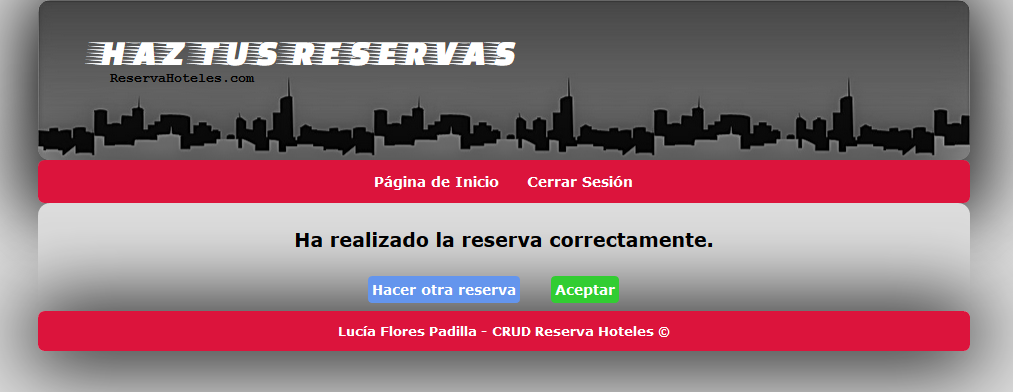 HAZ TUS RESERVAS
ReservaHoteles.com
Página de Inicio Cerrar Sesión
Ha realizado la reserva correctamente.
Hacer otra reserva Aceptar
Lucía Flores Padilla - CRUD Reserva Hoteles ©